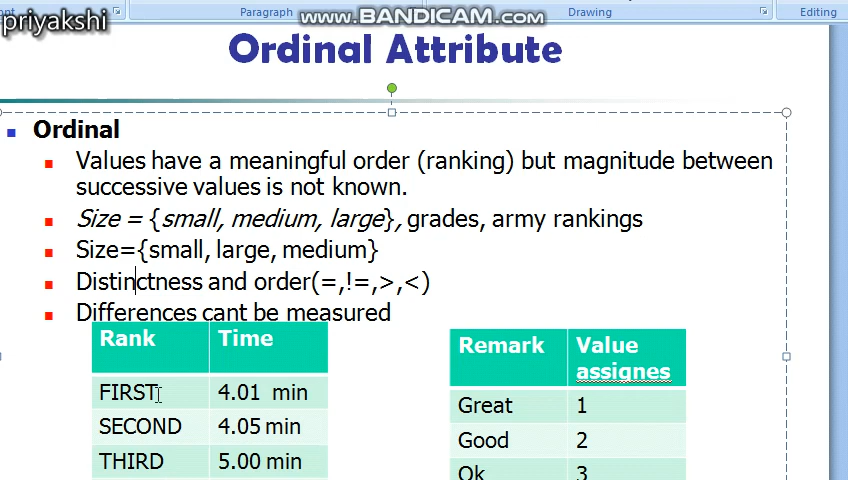 Paragraph
Drawing
Editing
www.BANDICAM.com
priyakshi
Ordinal Attribute
Ordinal
Values have a meaningful order (ranking) but magnitude between
successive values is not known.
Size = {small, medium, large}, grades, army rankings
Size={small, large, medium}
Distinctness and order(=,!=,>,<)
Differences cant be measured
Rank Time
FIRST 4.01 min
SECOND 4.05 min
THIRD 5.00 min
Remark Value
assignes
Great 1
Good 2
Ok 3